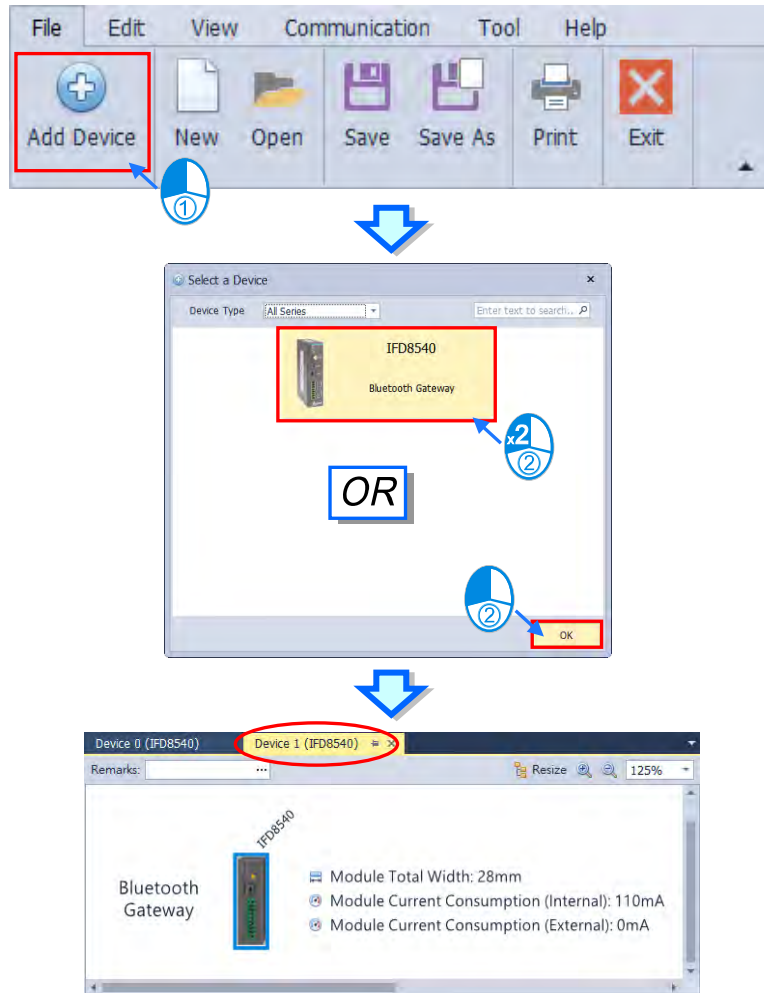 File Edit View Communication Tool Help
Add Device New Open Save Save As Print Exit
①
Select a Device ×
Device Type All Series Enter text to search...
IFD8540
Bluetooth Gateway
x2
②
OR
②
OK
Device 0 (IFD8540) Device 1 (IFD8540) ×
Remarks: ... Resize 125%
IFD8540
Module Total Width: 28mm
Bluetooth
Gateway
Module Current Consumption (Internal): 110mA
Module Current Consumption (External): 0mA